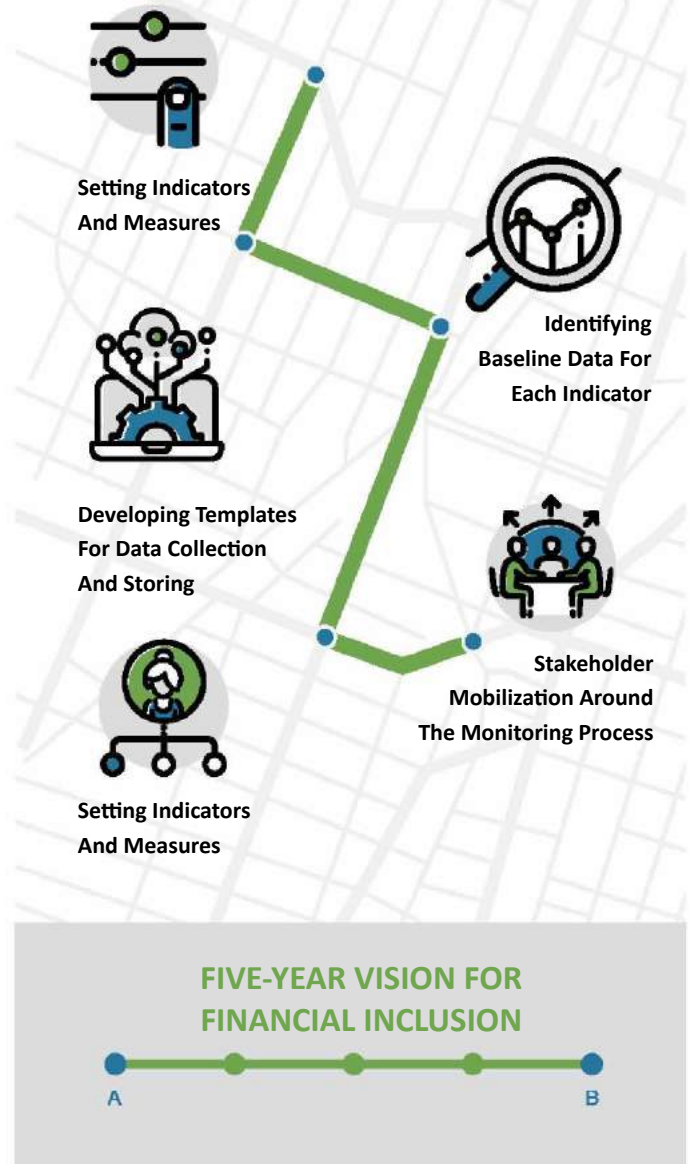 Setting Indicators
And Measures
Identifying
Baseline Data For
Each Indicator
Developing Templates
For Data Collection
And Storing
Stakeholder
Mobilization Around
The Monitoring Process
Setting Indicators
And Measures
FIVE-YEAR VISION FOR
FINANCIAL INCLUSION
A
B